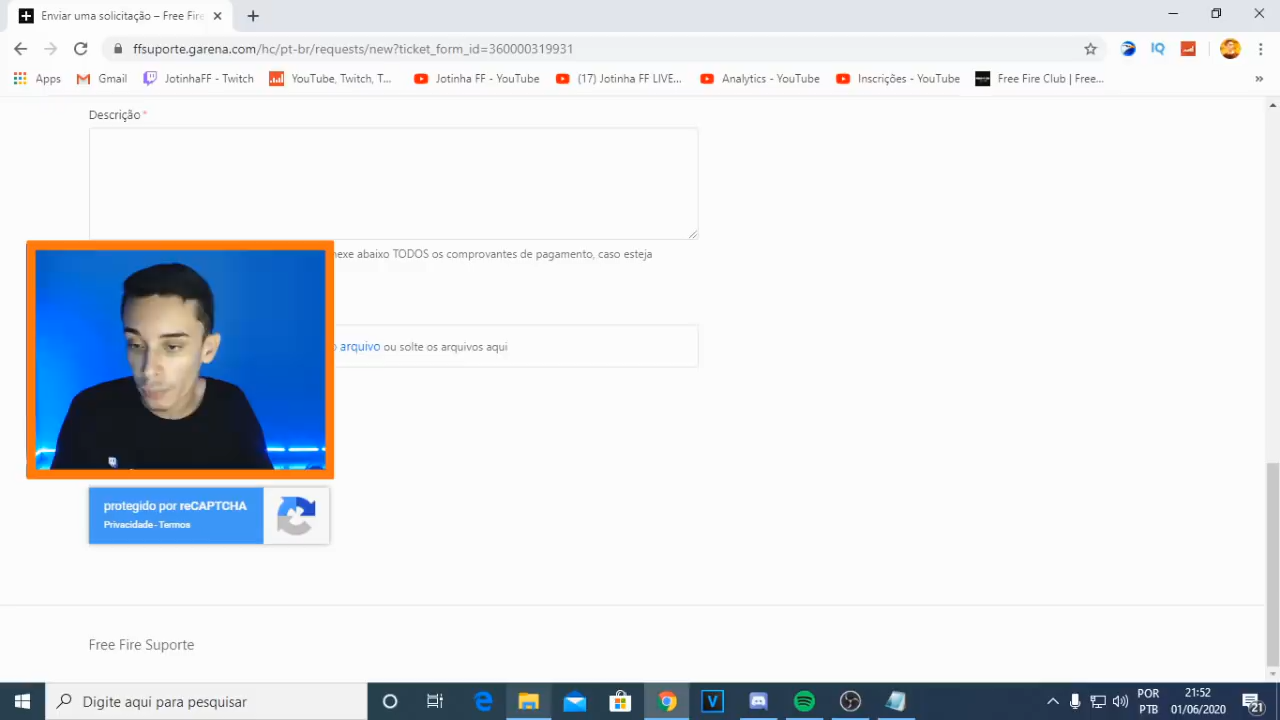 Enviar uma solicitação – Free Fire
ffsuporte.garena.com/hc/pt-br/requests/new?ticket_form_id=360000319931
Apps Gmail JotinhaFF - Twitch YouTube, Twitch, T... Jotinha FF - YouTube (17) Jotinha FF LIVE... Analytics - YouTube Inscrições - YouTube Free Fire Club | Free...
Descrição *
nexe abaixo TODOS os comprovantes de pagamento, caso esteja
arquivo ou solte os arquivos aqui
protegido por reCAPTCHA
Privacidade - Termos
Free Fire Suporte
Digite aqui para pesquisar
POR
PTB
21:52
01/06/2020
21